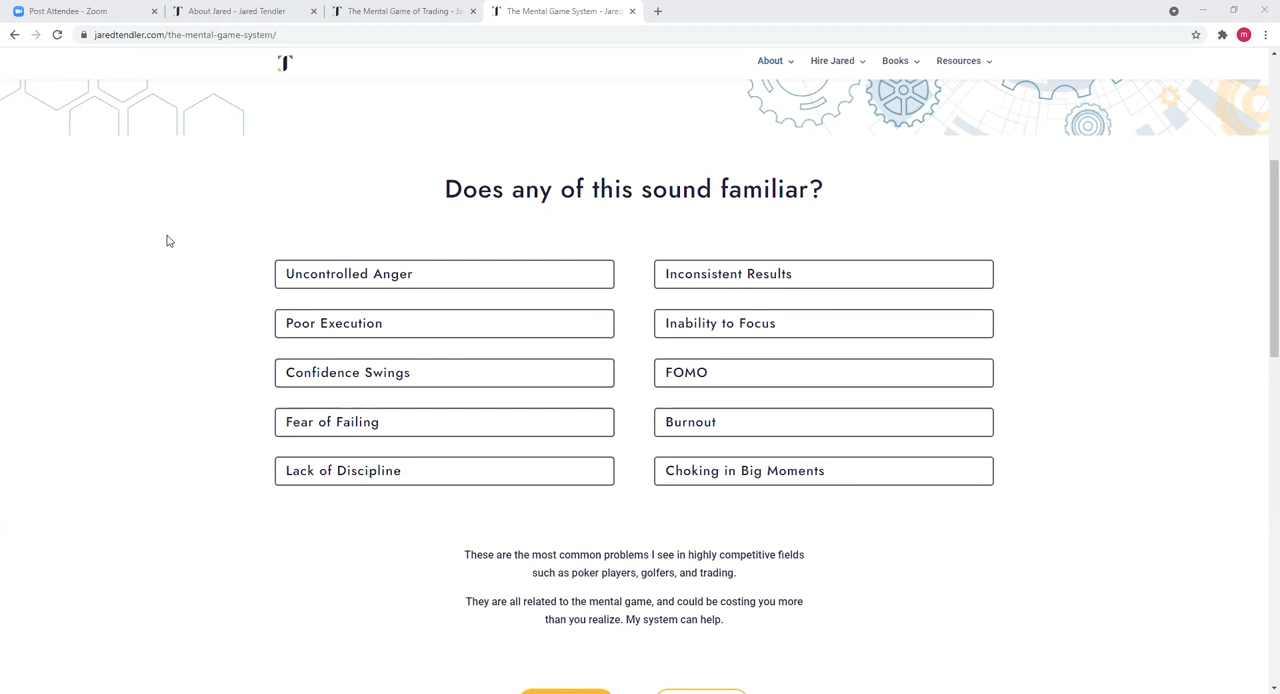 Post Attendee - Zoom
About Jared - Jared Tendler
The Mental Game of Trading - Ja
The Mental Game System - Jared
jaredtendler.com/the-mental-game-system/
m
T
About
Hire Jared
Books
Resources
Does any of this sound familiar?
Uncontrolled Anger
Inconsistent Results
Poor Execution
Inability to Focus
Confidence Swings
FOMO
Fear of Failing
Burnout
Lack of Discipline
Choking in Big Moments
These are the most common problems I see in highly competitive fields
such as poker players, golfers, and trading.
They are all related to the mental game, and could be costing you more
than you realize. My system can help.